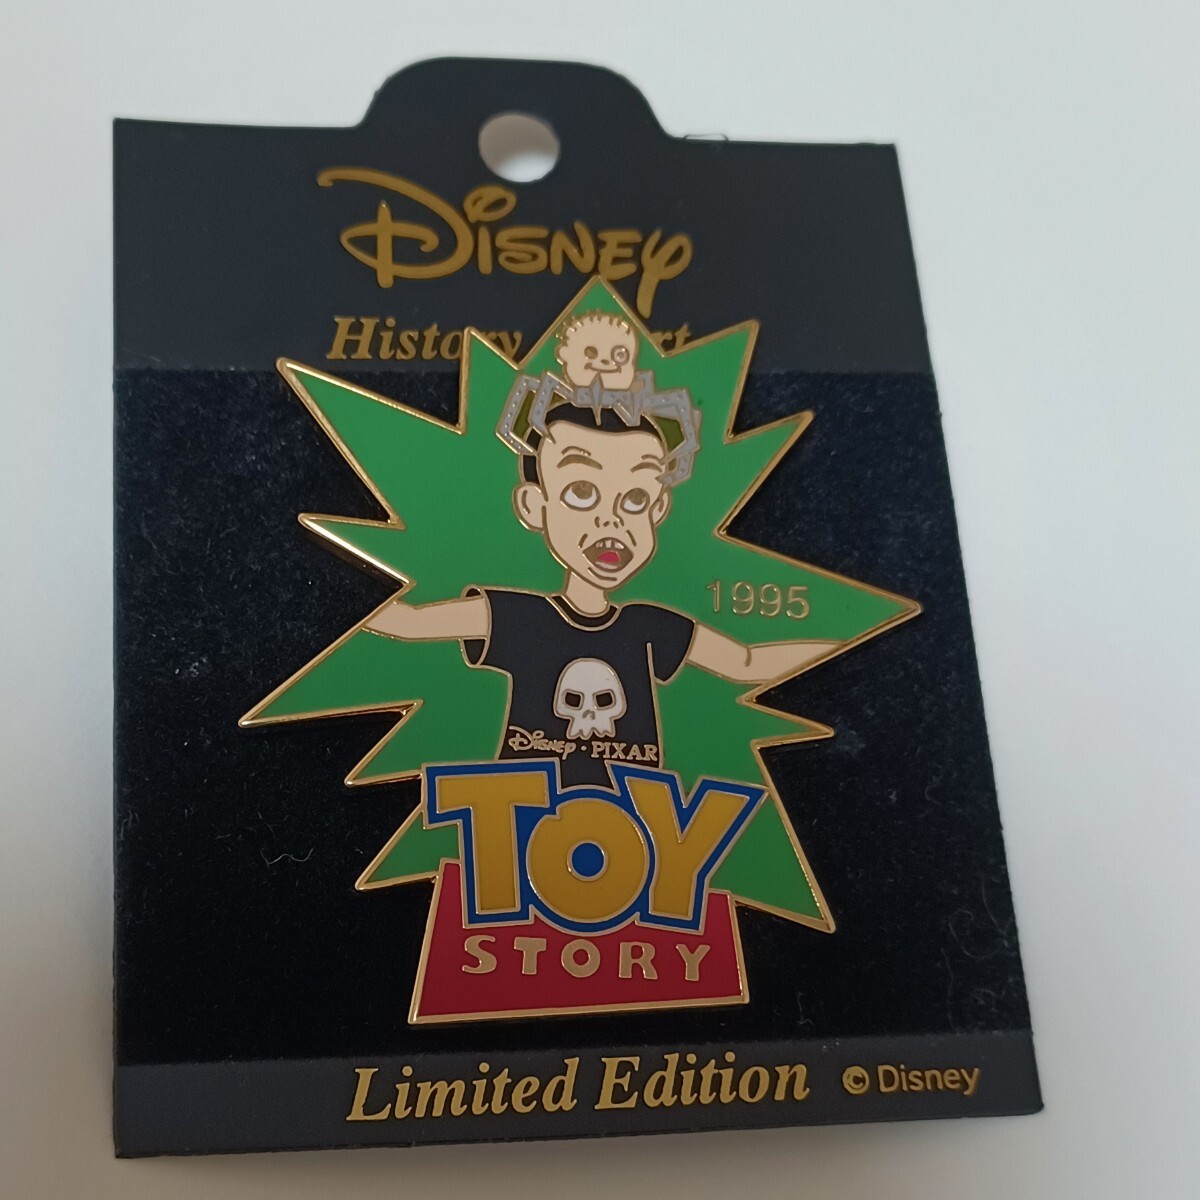 Disney
History
1995
Disney · PIXAR
TOY
STORY
Limited Edition © Disney